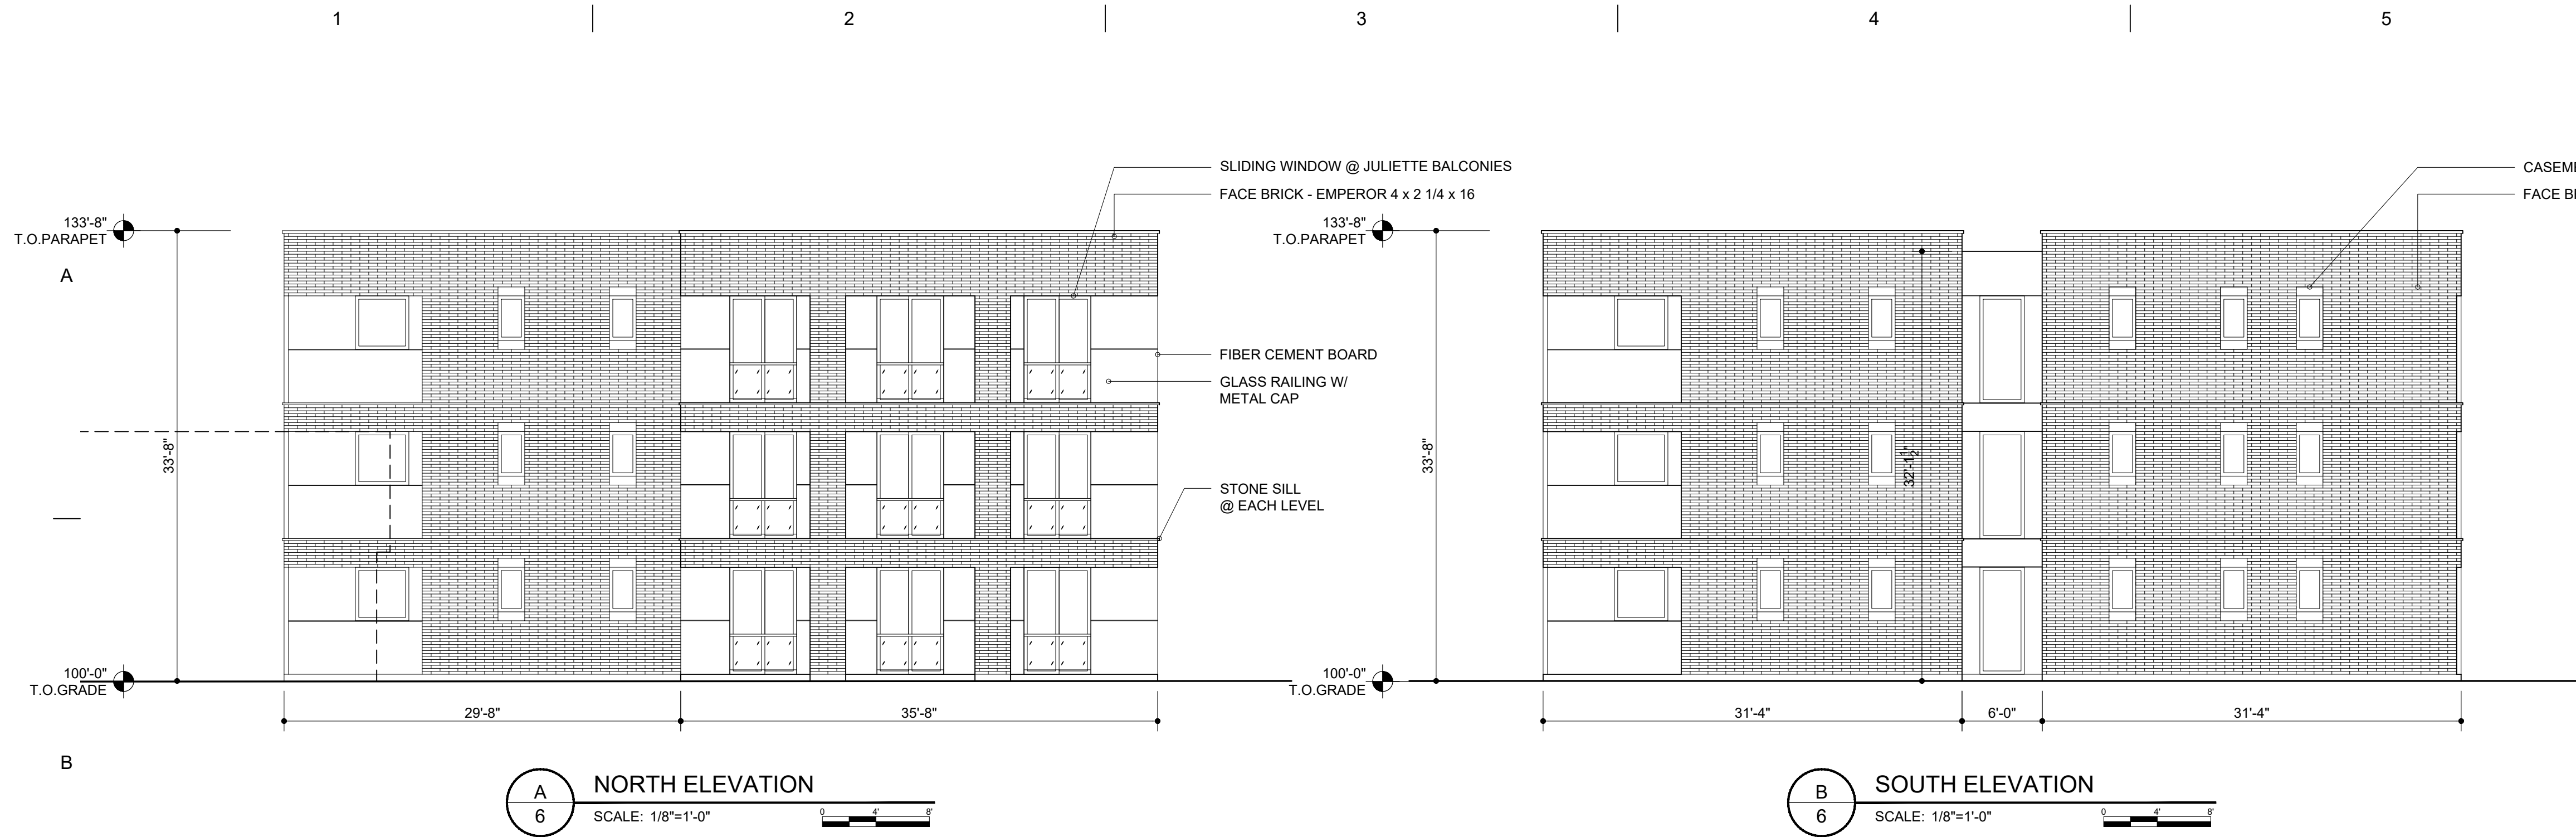 1
2
3
4
5
SLIDING WINDOW @ JULIETTE BALCONIES
FACE BRICK - EMPEROR 4 x 2 1/4 x 16
133'-8"
T.O.PARAPET
A
FIBER CEMENT BOARD
GLASS RAILING W/
METAL CAP
33'-8"
STONE SILL
@ EACH LEVEL
100'-0"
T.O.GRADE
29'-8"
35'-8"
B
A
6
NORTH ELEVATION
SCALE: 1/8"=1'-0"
0
4'
8'
133'-8"
T.O.PARAPET
33'-8"
32'-1 1/2"
100'-0"
T.O.GRADE
31'-4"
6'-0"
31'-4"
B
6
SOUTH ELEVATION
SCALE: 1/8"=1'-0"
0
4'
8'